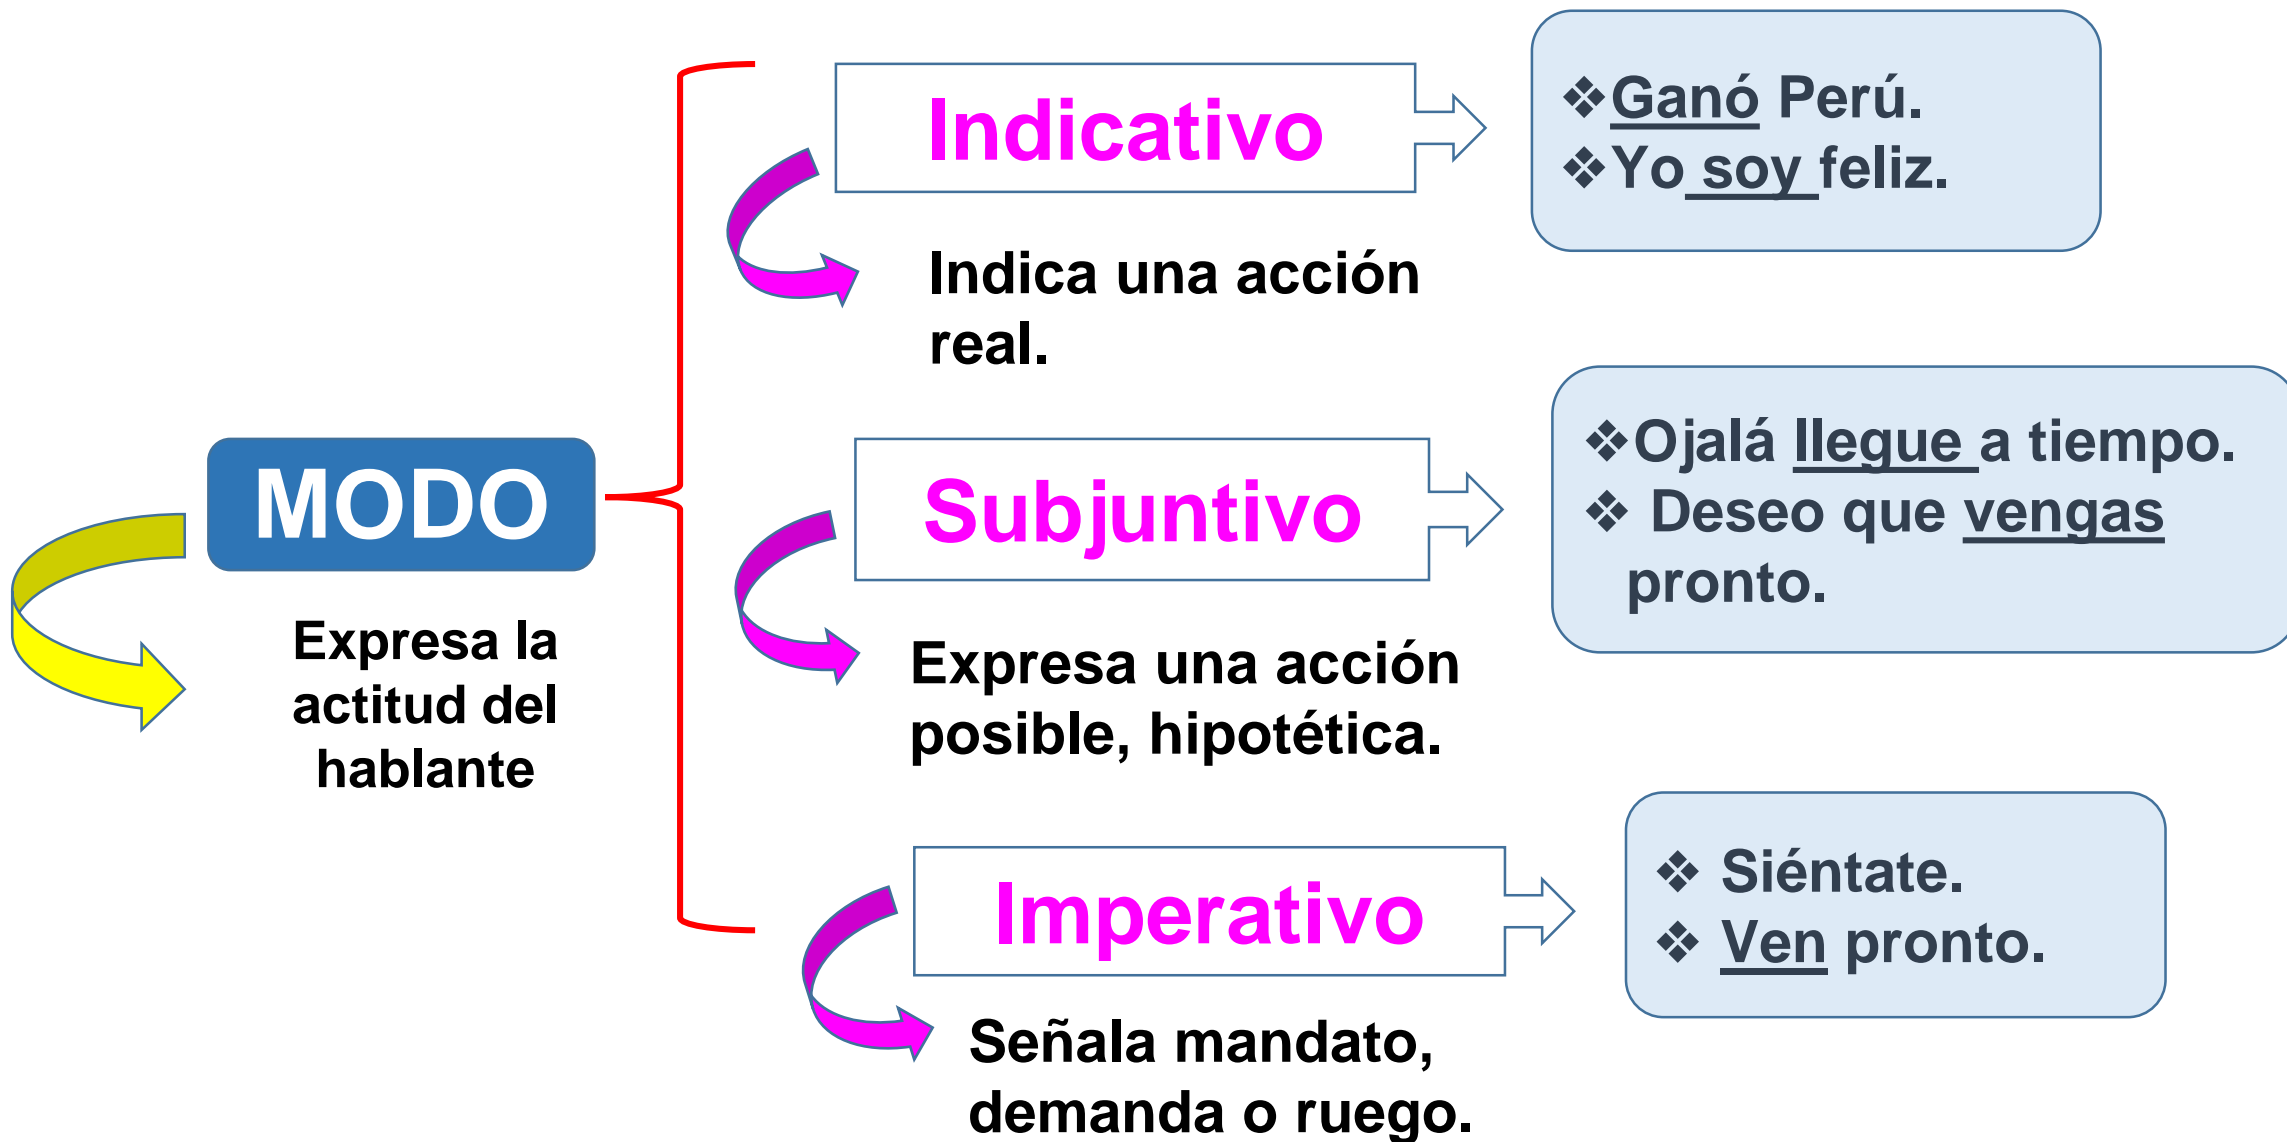 MODO
Expresa la
actitud del
hablante
Indicativo
Indica una acción
real.
❖Ganó Perú.
❖Yo soy feliz.
Subjuntivo
Expresa una acción
posible, hipotética.
❖Ojalá llegue a tiempo.
❖ Deseo que vengas
pronto.
Imperativo
Señala mandato,
demanda o ruego.
❖ Siéntate.
❖ Ven pronto.